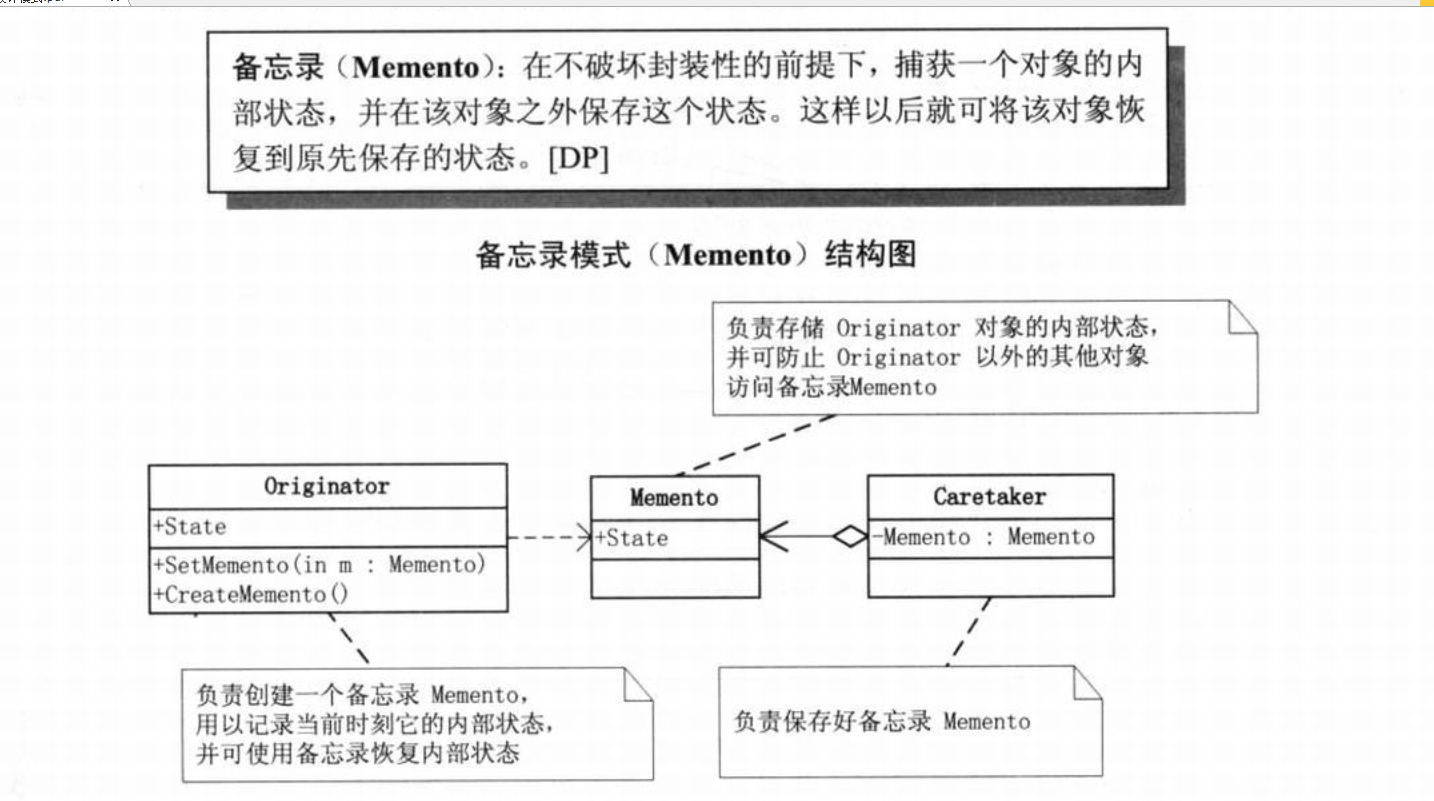 备忘录（Memento）：在不破坏封装性的前提下，捕获一个对象的内
部状态，并在该对象之外保存这个状态。这样以后就可将该对象恢
复到原先保存的状态。[DP]
备忘录模式（Memento）结构图
负责存储 Originator 对象的内部状态，
并可防止 Originator 以外的其他对象
访问备忘录Memento
Originator
+State
+SetMemento(in m : Memento)
+CreateMemento()
Memento
+State
Caretaker
-Memento : Memento
负责创建一个备忘录 Memento，
用以记录当前时刻它的内部状态，
并可使用备忘录恢复内部状态
负责保存好备忘录 Memento